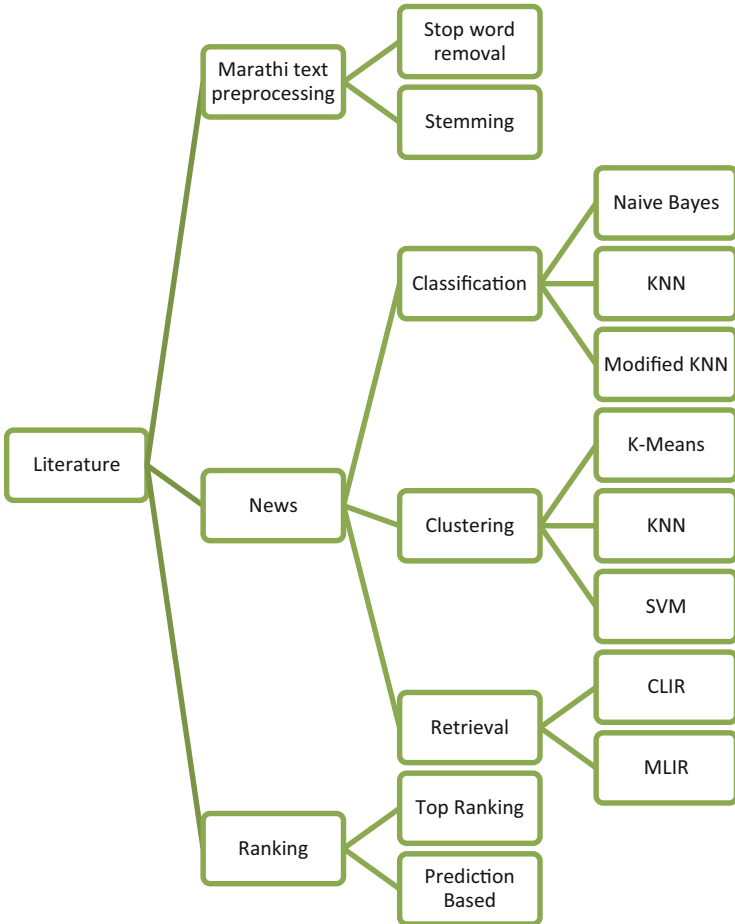 Stop word
removal
Marathi text
preprocessing
Stemming
Naive Bayes
Classification
KNN
Modified KNN
K-Means
Literature
News
Clustering
KNN
SVM
CLIR
Retrieval
MLIR
Top Ranking
Ranking
Prediction
Based